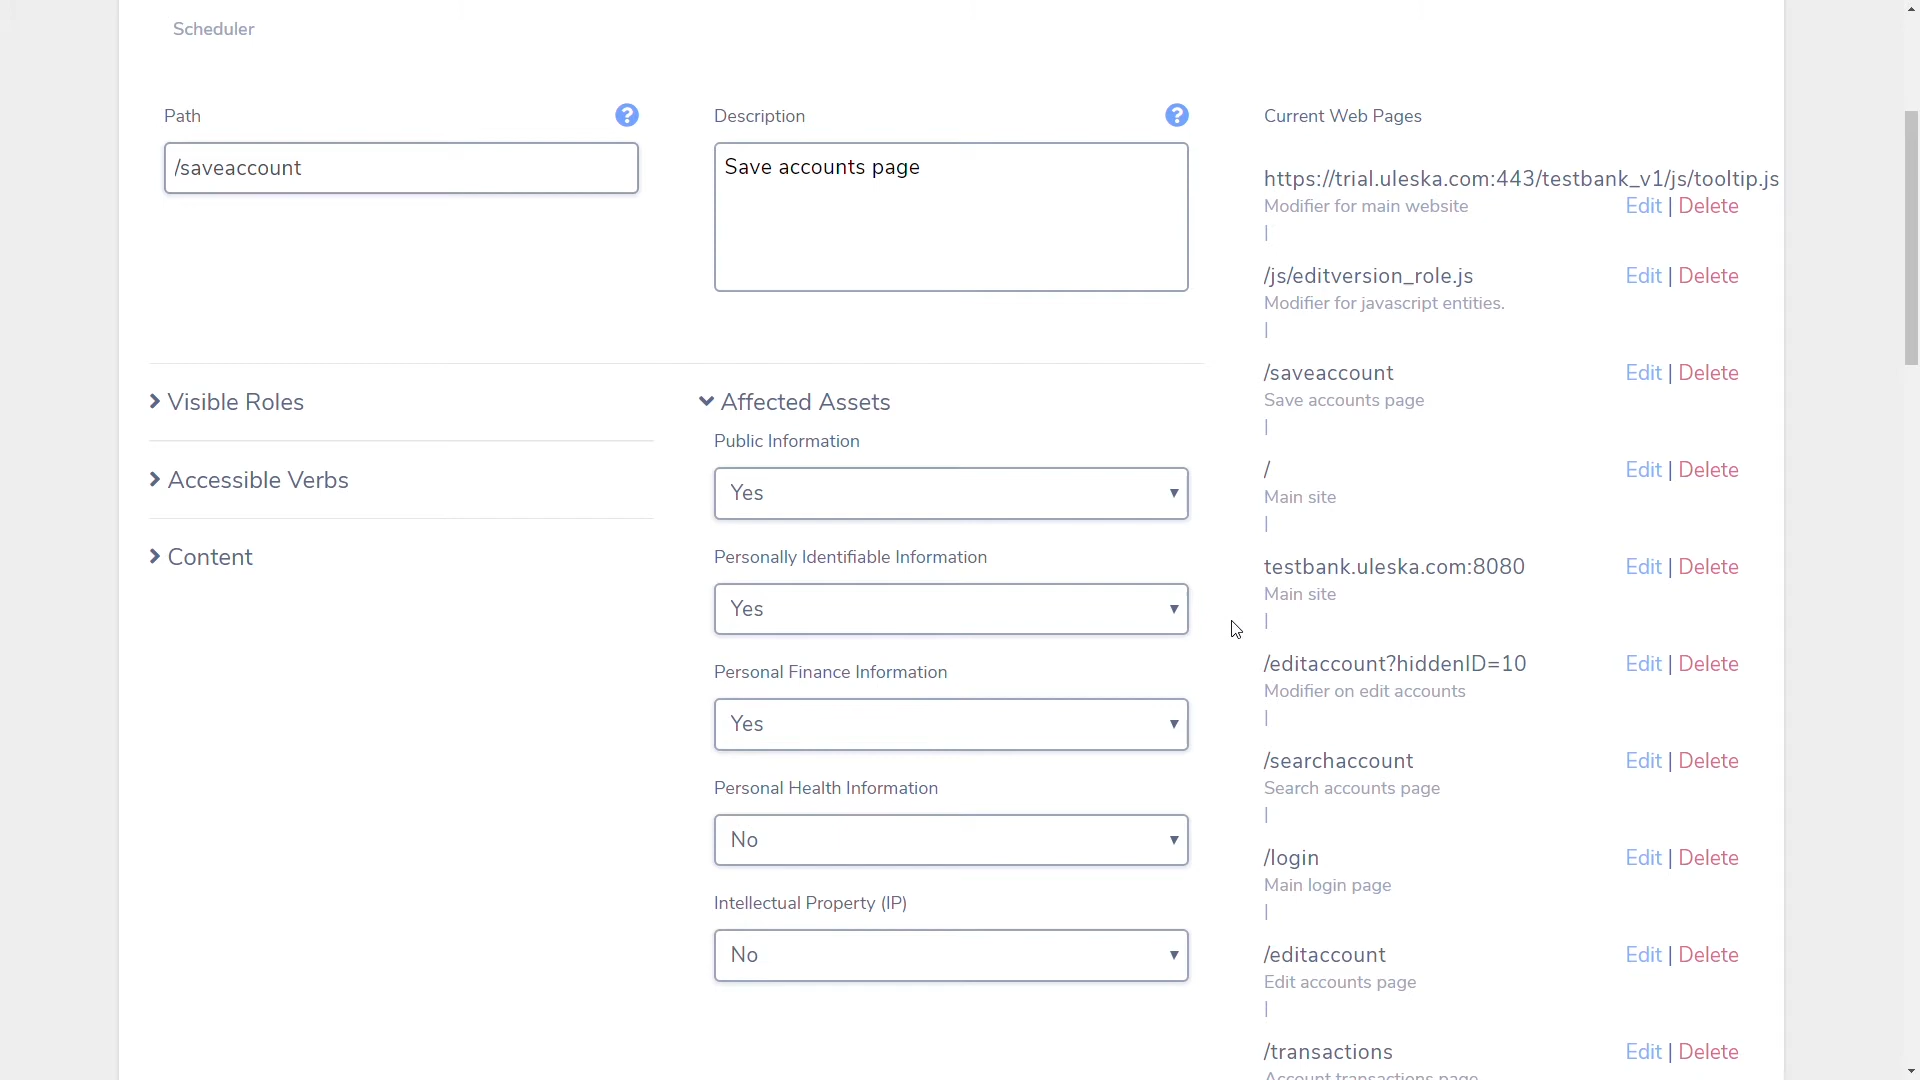 Scheduler
Path
?
/saveaccount
Description
?
Save accounts page
Visible Roles
Accessible Verbs
Content
Affected Assets
Public Information
Yes
Personally Identifiable Information
Yes
Personal Finance Information
Yes
Personal Health Information
No
Intellectual Property (IP)
No
Current Web Pages
https://trial.uleska.com:443/testbank_v1/js/tooltip.js
Modifier for main website Edit | Delete
|
/js/editversion_role.js Edit | Delete
Modifier for javascript entities.
|
/saveaccount Edit | Delete
Save accounts page
|
/ Edit | Delete
Main site
|
testbank.uleska.com:8080 Edit | Delete
Main site
|
/editaccount?hiddenID=10 Edit | Delete
Modifier on edit accounts
|
/searchaccount Edit | Delete
Search accounts page
|
/login Edit | Delete
Main login page
|
/editaccount Edit | Delete
Edit accounts page
|
/transactions Edit | Delete
Account transactions page